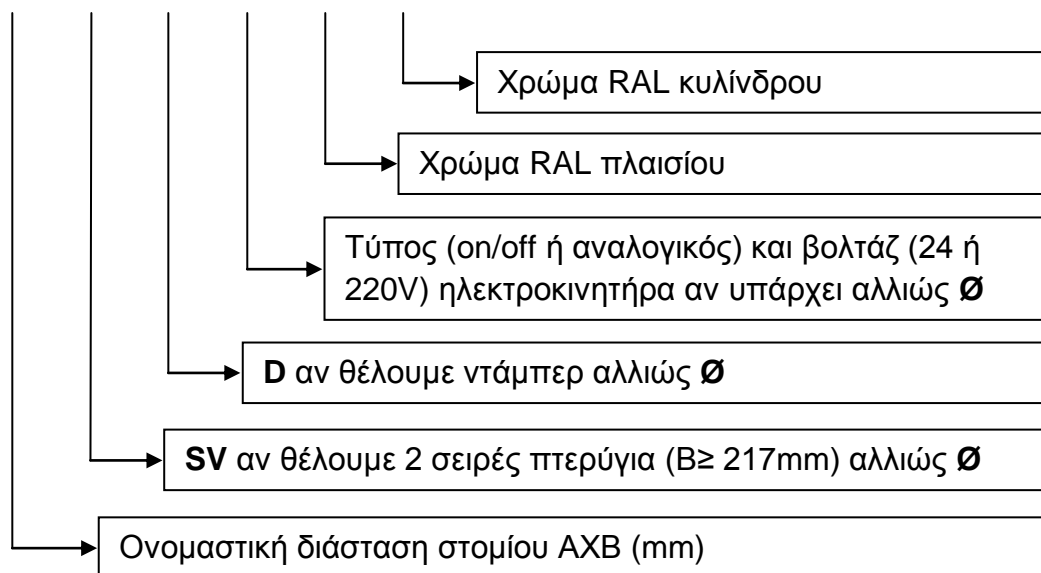 Χρώμα RAL κυλίνδρου
Χρώμα RAL πλαισίου
Τύπος (on/off ή αναλογικός) και βολτάζ (24 ή
220V) ηλεκτροκινητήρα αν υπάρχει αλλιώς Ø
D αν θέλουμε ντάμπερ αλλιώς Ø
SV αν θέλουμε 2 σειρές πτερύγια (Β≥ 217mm) αλλιώς Ø
Ονομαστική διάσταση στομίου ΑΧΒ (mm)